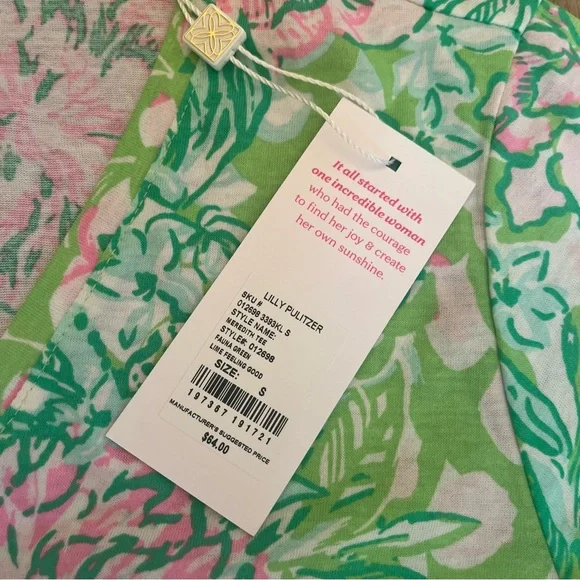 It all started with
one incredible woman
who had the courage
to find her joy & create
her own sunshine.
LILLY PULITZER
SKU #
012698 3393KL S
STYLE NAME:
MEREDITH TEE
STYLE#: 012698
FAUNA GREEN
LIME FEELING GOOD
SIZE: S
197367 191721
MANUFACTURER'S SUGGESTED PRICE
$64.00